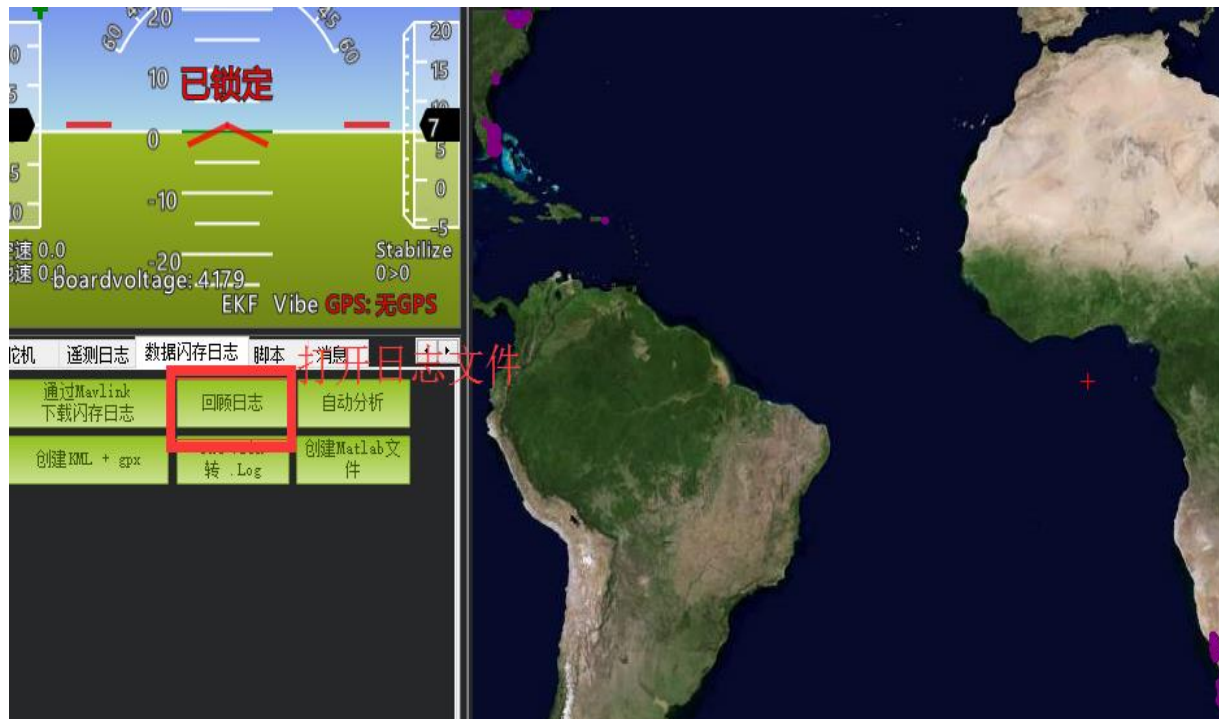 20
60
60
20
15
10
10
已锁定
7
0
5
0
-10
-5
-20
速 0.0
Stabilize
速 0.0
0>0
boardvoltage: 4179
EKF Vibe GPS: 无GPS
遥测日志 数据闪存日志 脚本 消息
打开日志文件
通过Mavlink
下载闪存日志
回顾日志
自动分析
创建KML + gpx
转 .Log
创建Matlab文
件